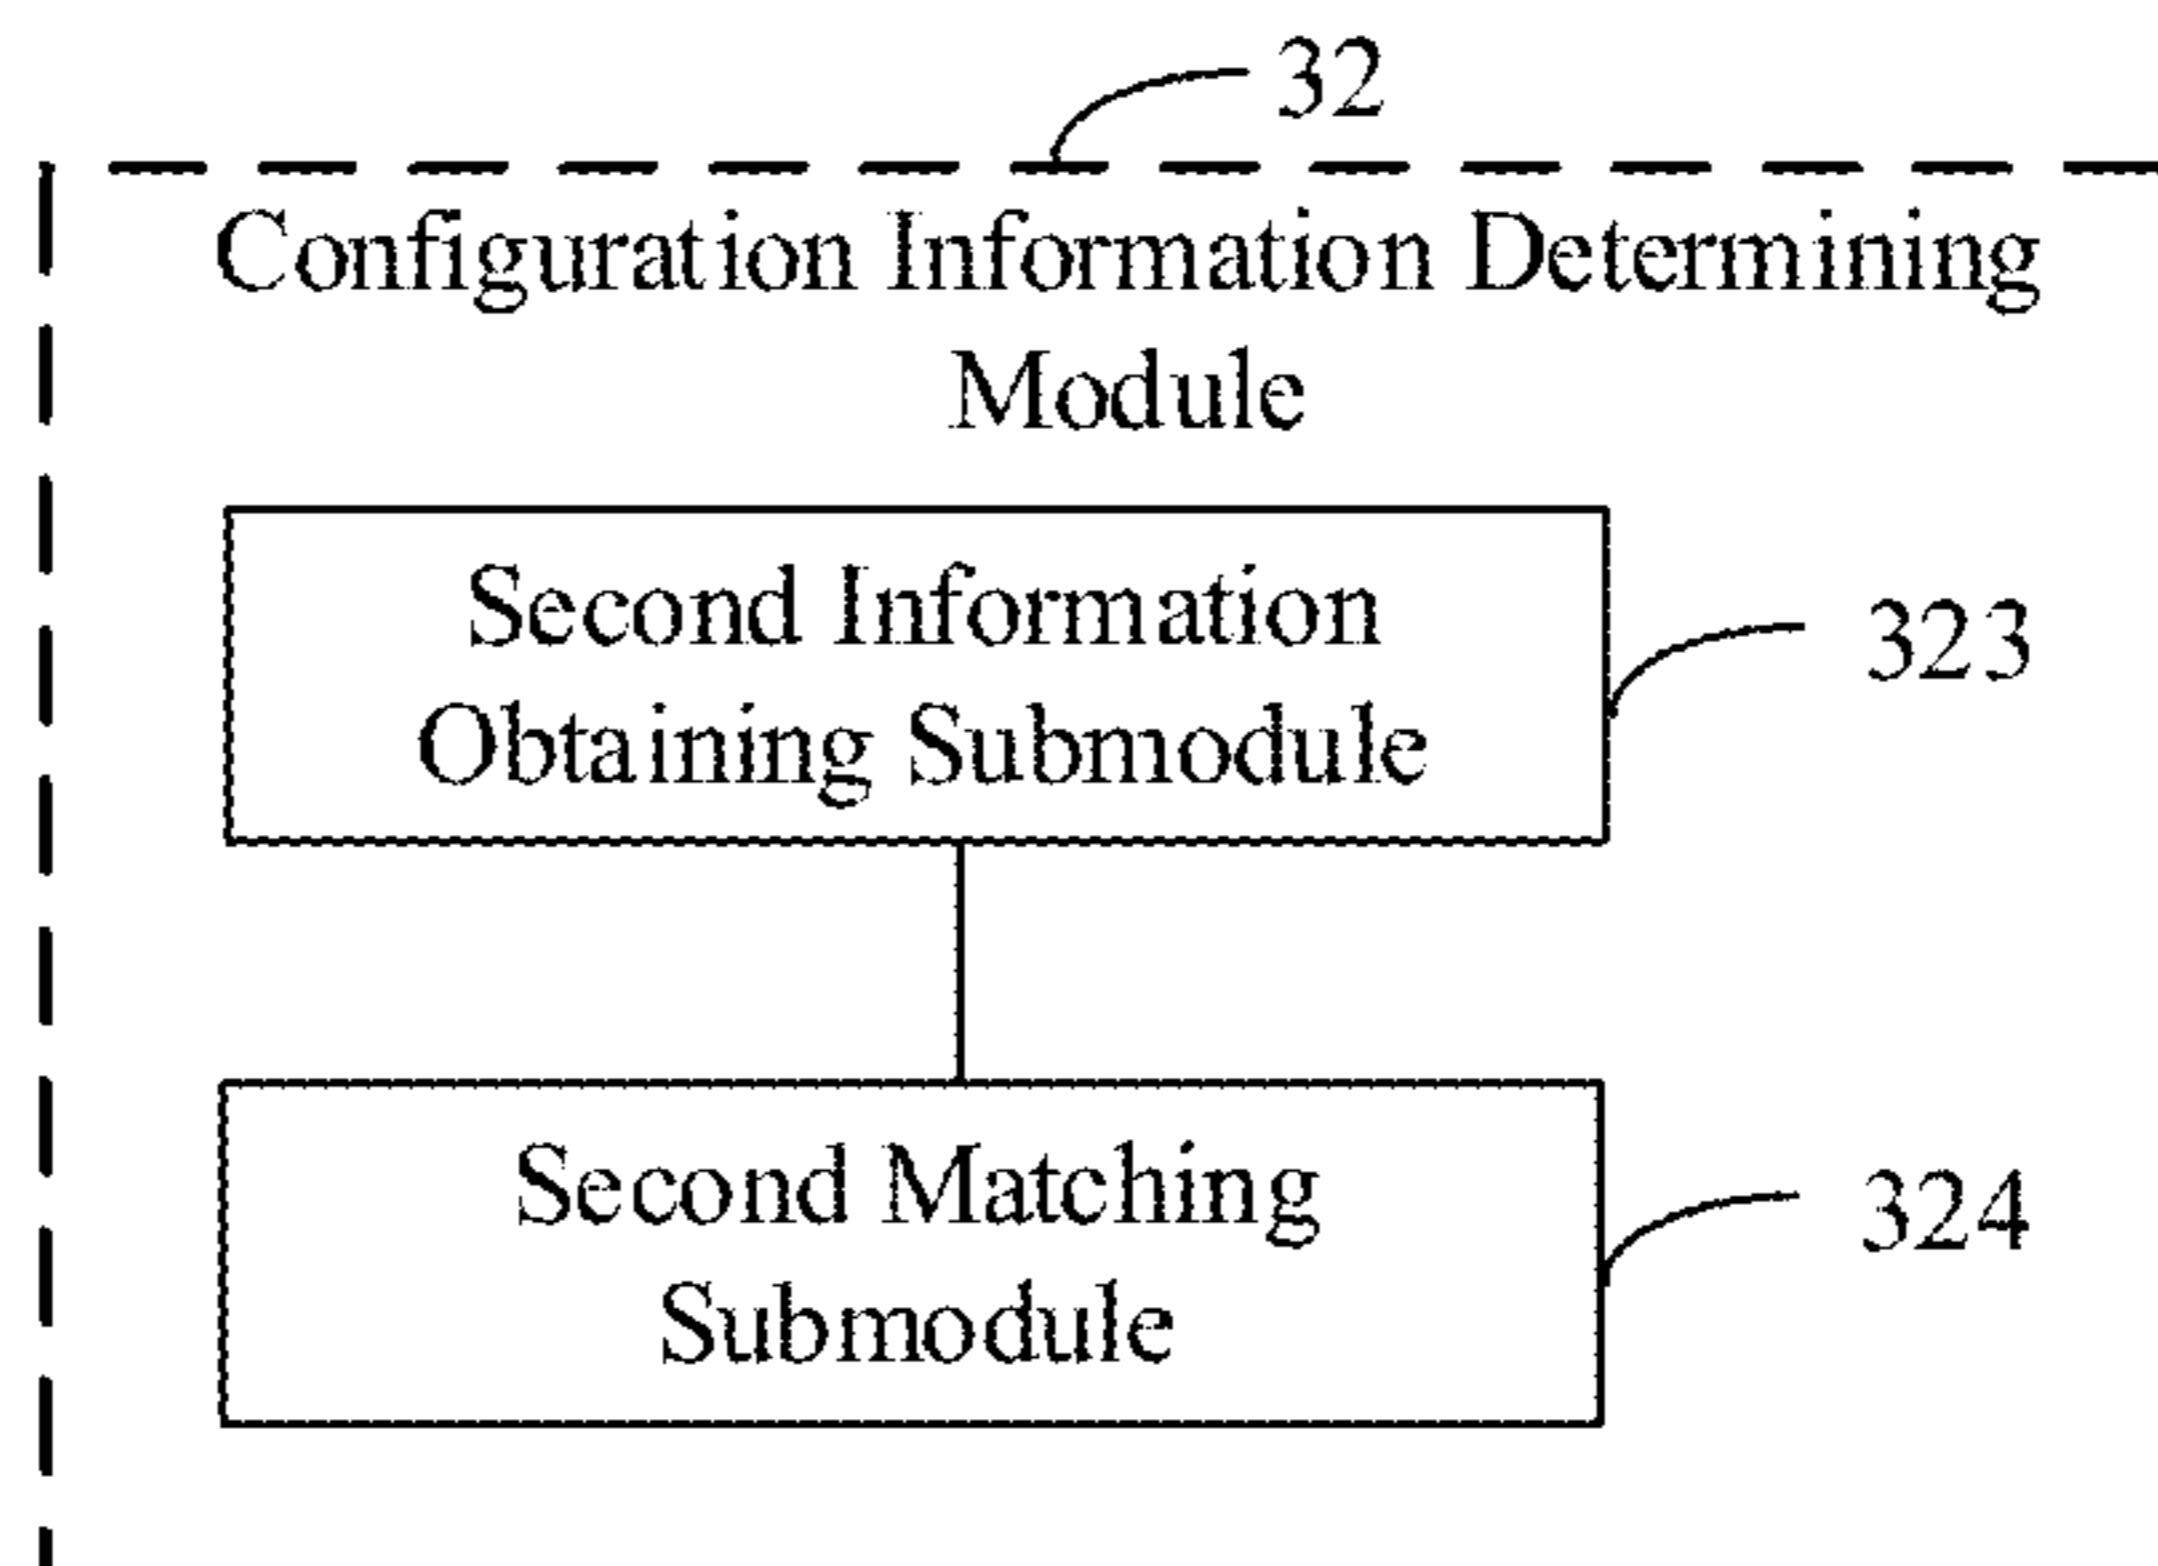 32
Configuration Information Determining
Module
Second Information
Obtaining Submodule
323
Second Matching
Submodule
324